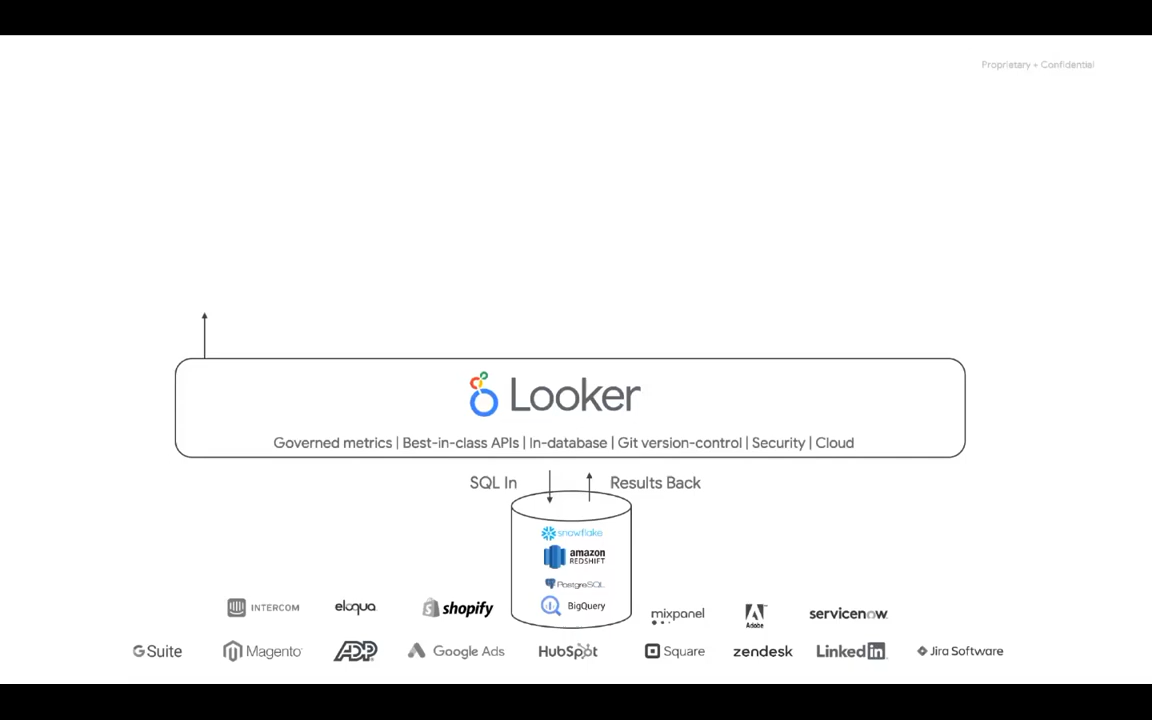 Proprietary + Confidential
Looker
Governed metrics | Best-in-class APIs | In-database | Git version-control | Security | Cloud
SQL In
Results Back
snowflake
amazon
REDSHIFT
PostgreSQL
BigQuery
INTERCOM
eloqua
shopify
mixpanel
Adobe
servicenow
G Suite
Magento
ADP
Google Ads
HubSpot
Square
zendesk
Linked in
Jira Software